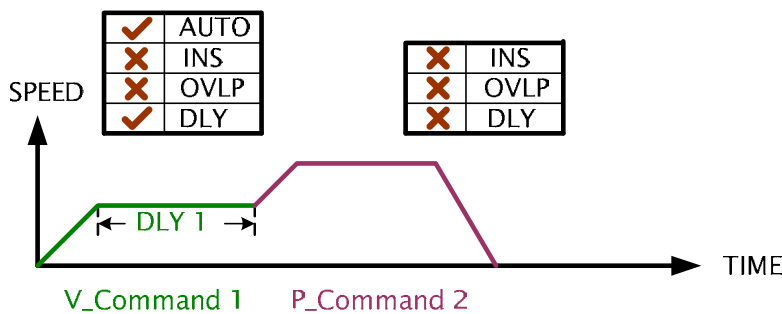 AUTO
INS
OVLP
DLY
INS
OVLP
DLY
SPEED
DLY 1
TIME
V_Command 1
P_Command 2